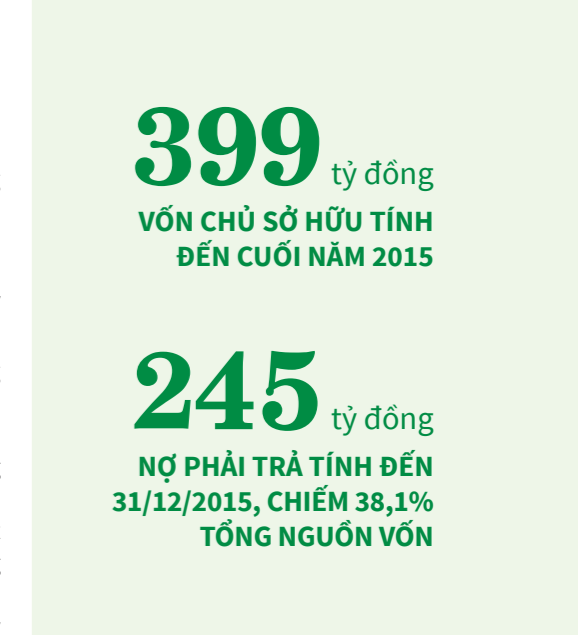 399 tỷ đồng
VỐN CHỦ SỞ HỮU TÍNH
ĐẾN CUỐI NĂM 2015
245 tỷ đồng
NỢ PHẢI TRẢ TÍNH ĐẾN
31/12/2015, CHIẾM 38,1%
TỔNG NGUỒN VỐN